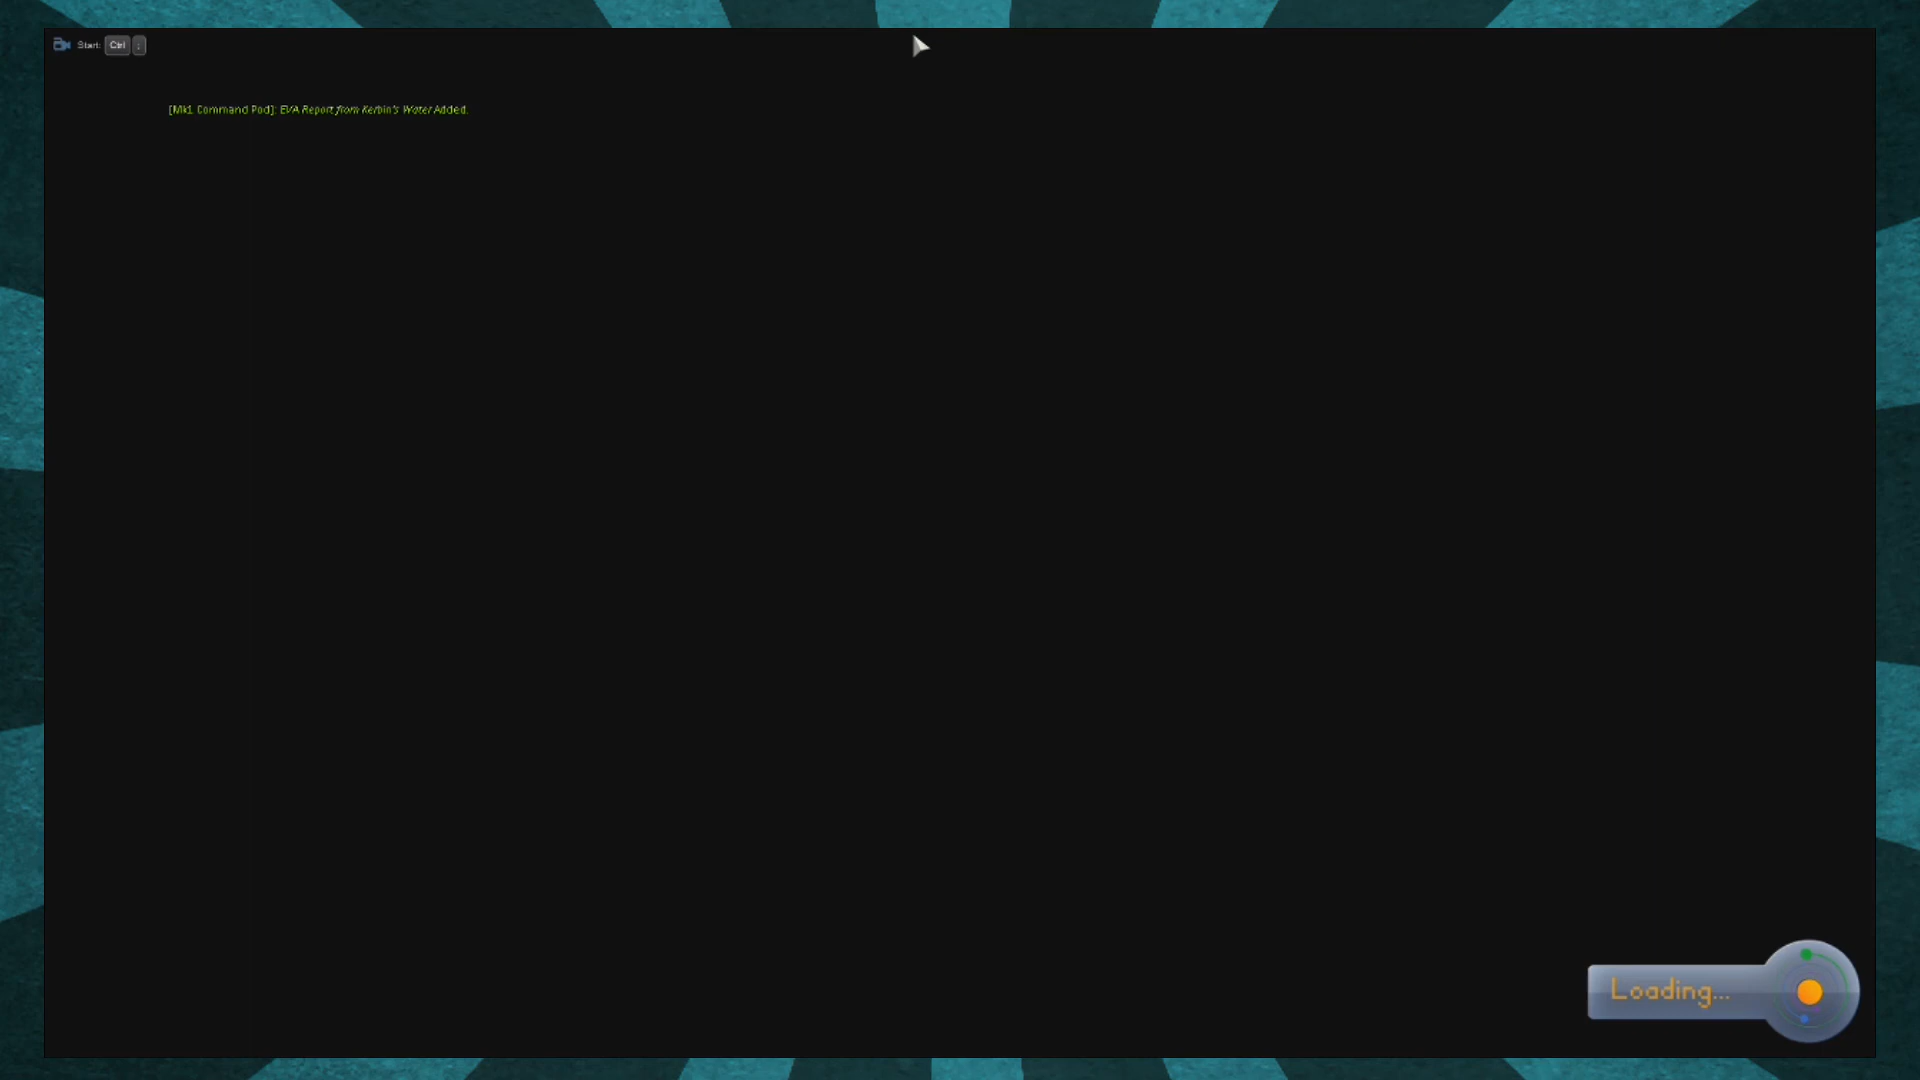 Start: Ctrl
[Mk1 Command Pod]: EVA Report from Kerbin's Water Added.
Loading...